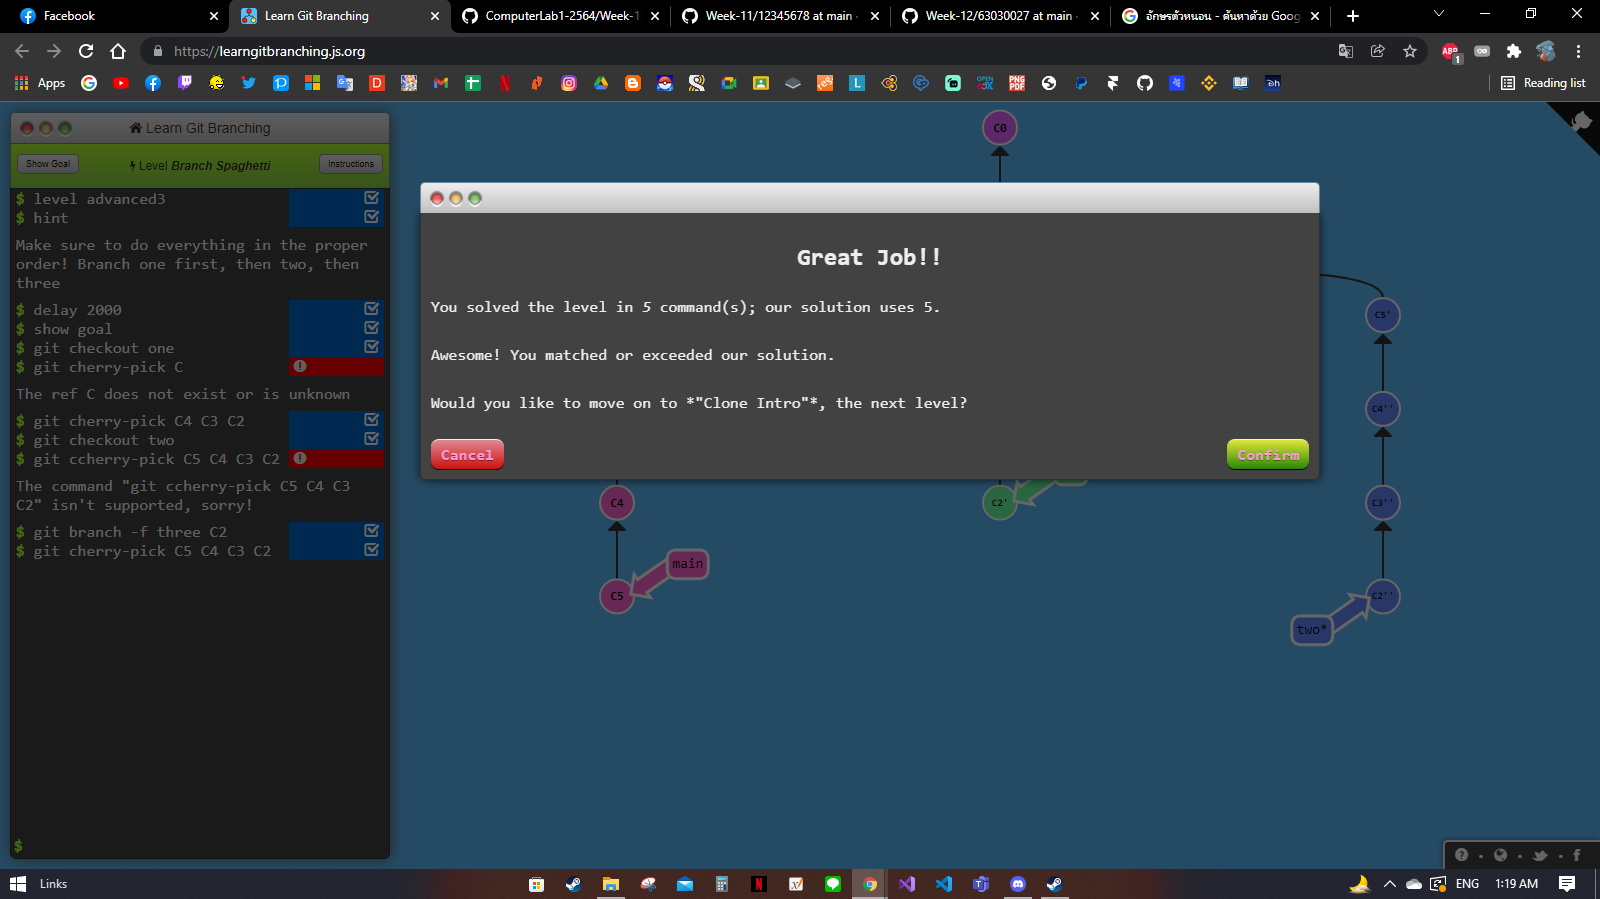 Facebook
Learn Git Branching
ComputerLab1-2564/Week-1
Week-11/12345678 at main
Week-12/63030027 at main
อักษรตัวหนอน - ค้นหาด้วย Goog
https://learngitbranching.js.org
ABP
1
Apps
Reading list
Learn Git Branching
Show Goal
Level Branch Spaghetti
Instructions
$ level advanced3
$ hint
Make sure to do everything in the proper
order! Branch one first, then two, then
three
$ delay 2000
$ show goal
$ git checkout one
$ git cherry-pick C
The ref C does not exist or is unknown
$ git cherry-pick C4 C3 C2
$ git checkout two
$ git ccherry-pick C5 C4 C3 C2
The command "git ccherry-pick C5 C4 C3
C2" isn't supported, sorry!
$ git branch -f three C2
$ git cherry-pick C5 C4 C3 C2
$
C0
Great Job!!
You solved the level in 5 command(s); our solution uses 5.
Awesome! You matched or exceeded our solution.
Would you like to move on to *"Clone Intro"*, the next level?
Cancel
Confirm
C5'
C4''
C4
C2'
C3''
main
C5
C2''
two*
Links
ENG
1:19 AM